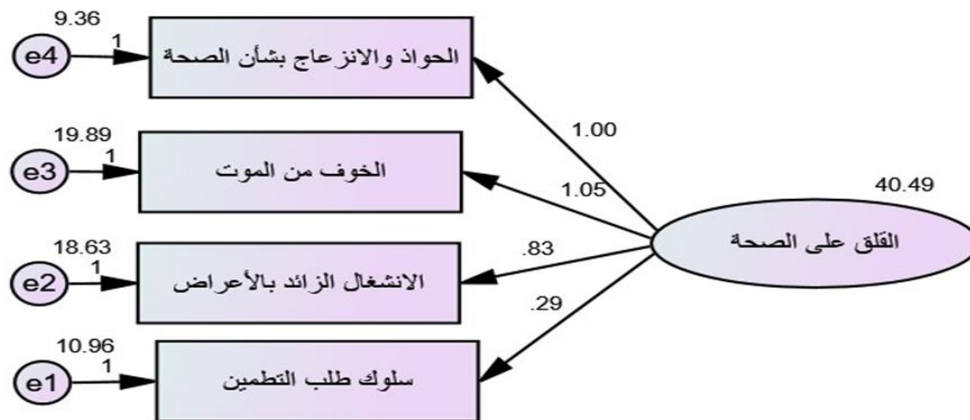 9.36
e4
1
الحواذ والانزعاج بشأن الصحة
1.00
19.89
e3
1
الخوف من الموت
1.05
40.49
القلق على الصحة
18.63
e2
1
الانشغال الزائد بالأعراض
.83
.29
10.96
e1
1
سلوك طلب التطمين